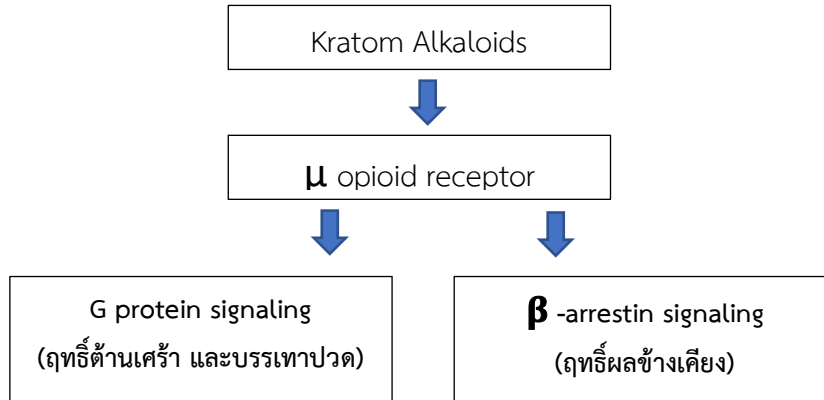 Kratom Alkaloids
μ opioid receptor
G protein signaling
(ฤทธิ์ต้านเศร้า และบรรเทาปวด)
β -arrestin signaling
(ฤทธิ์ผลข้างเคียง)